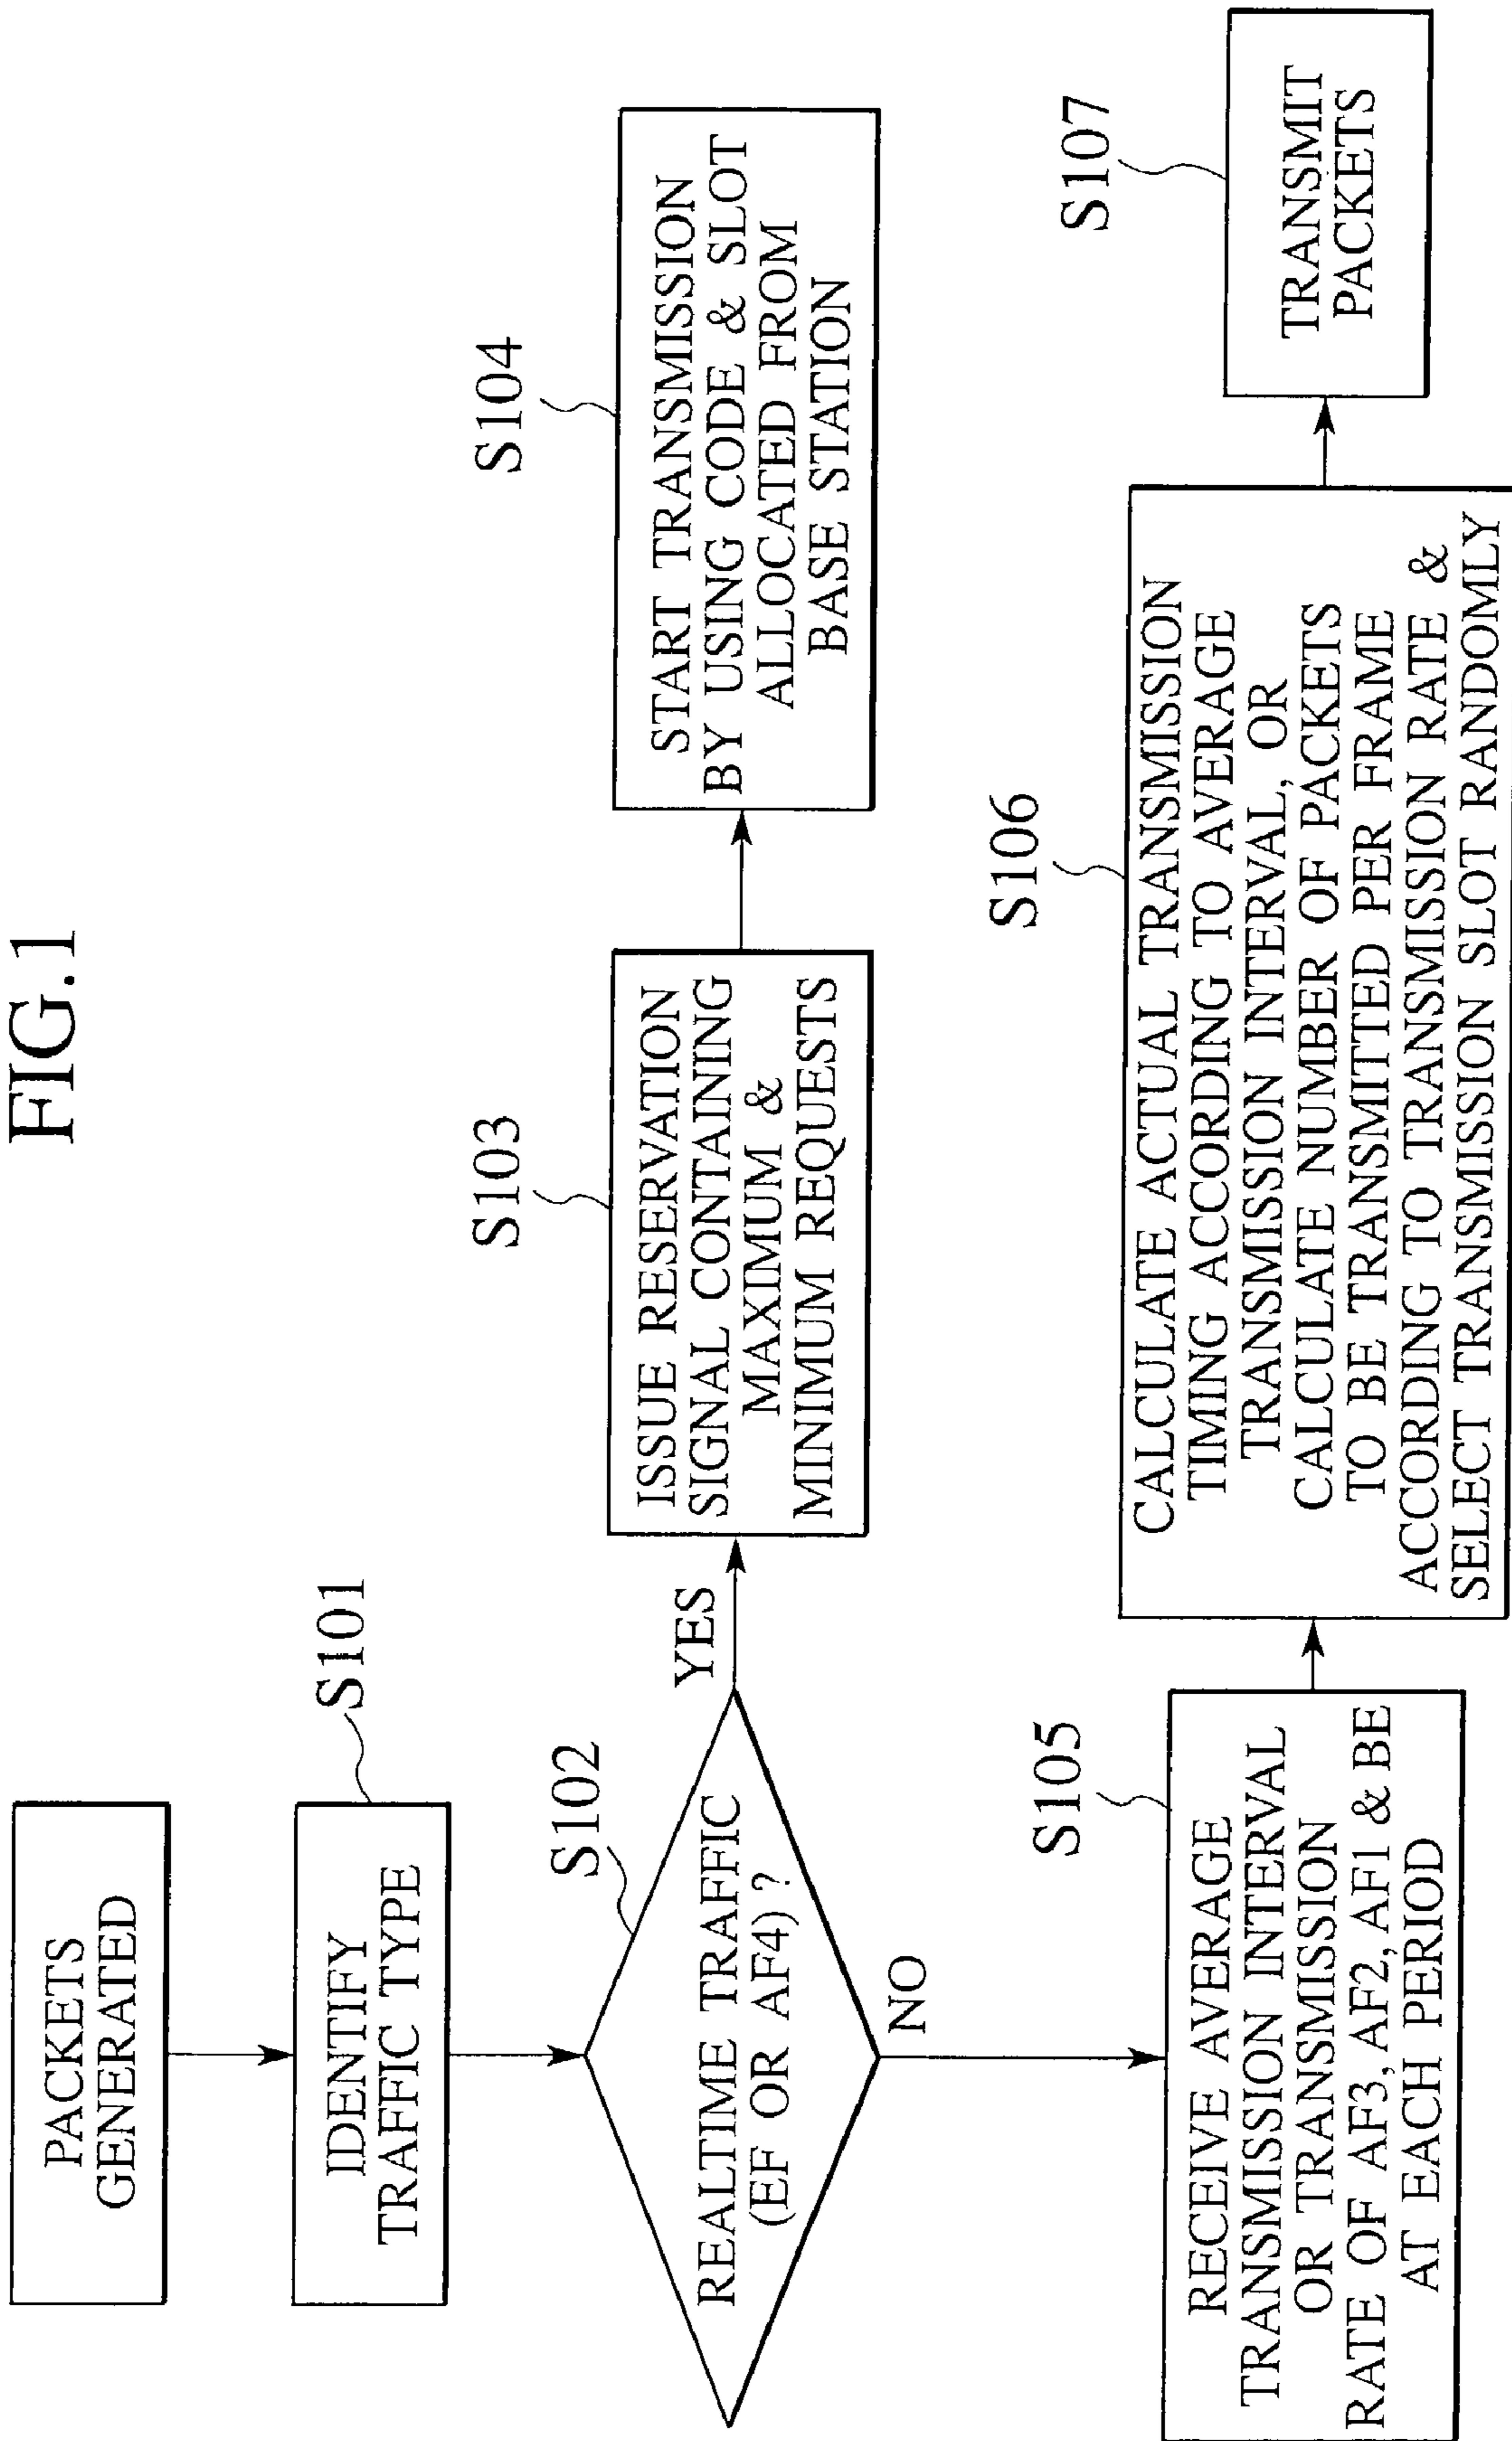 FIG.1
PACKETS
GENERATED
S101
IDENTIFY
TRAFFIC TYPE
S102
REALTIME TRAFFIC
(EF OR AF4) ?
YES
NO
S103
ISSUE RESERVATION
SIGNAL CONTAINING
MAXIMUM &
MINIMUM REQUESTS
S104
START TRANSMISSION
BY USING CODE & SLOT
ALLOCATED FROM
BASE STATION
S105
RECEIVE AVERAGE
TRANSMISSION INTERVAL
OR TRANSMISSION
RATE OF AF3, AF2, AF1 & BE
AT EACH PERIOD
S106
CALCULATE ACTUAL TRANSMISSION
TIMING ACCORDING TO AVERAGE
TRANSMISSION INTERVAL, OR
CALCULATE NUMBER OF PACKETS
TO BE TRANSMITTED PER FRAME
ACCORDING TO TRANSMISSION RATE &
SELECT TRANSMISSION SLOT RANDOMLY
S107
TRANSMIT
PACKETS